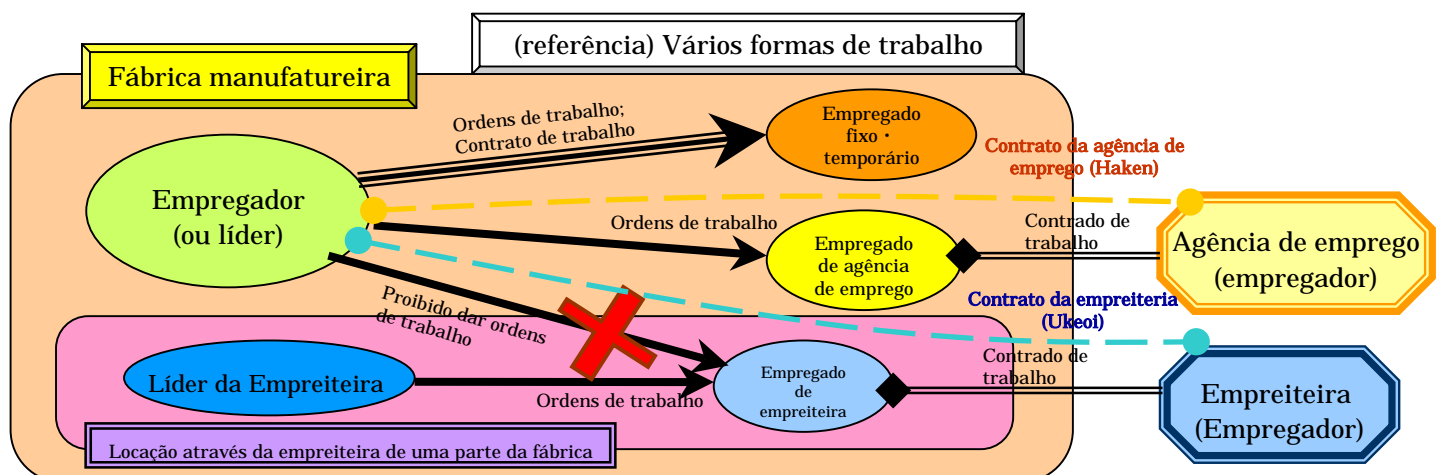 (referência) Vários formas de trabalho
Fábrica manufatureira
Ordens de trabalho;
Contrato de trabalho
Empregado
fixo・
temporário
Contrato da agência de
emprego (Haken)
Empregador
(ou líder)
Ordens de trabalho
Contrado de
trabalho
Empregado
de agência
de emprego
Agência de emprego
(empregador)
Proibido dar ordens
de trabalho
Contrato da empreiteria
(Ukeoi)
Líder da Empreiteira
Ordens de trabalho
Empregado
de
empreiteira
Contrado de
trabalho
Empreiteira
(Empregador)
Locação através da empreiteira de uma parte da fábrica